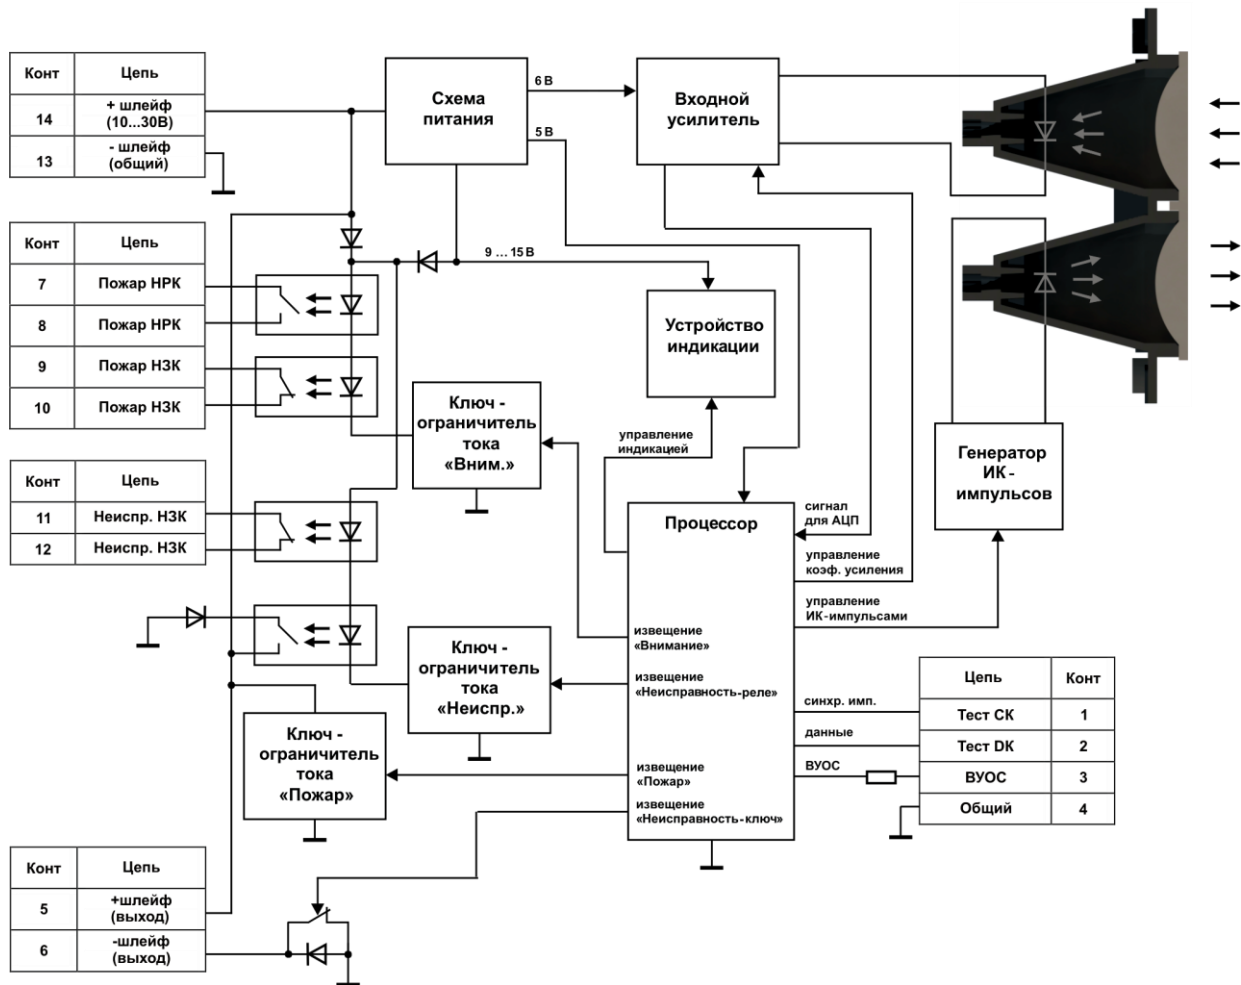 Конт Цепь
14 + шлейф
(10...30В)
13 - шлейф
(общий)
Схема
питания
6 В
5 В
Входной
усилитель
Конт Цепь
7 Пожар НРК
8 Пожар НРК
9 Пожар НЗК
10 Пожар НЗК
9 ... 15 В
Устройство
индикации
Ключ -
ограничитель
тока
«Вним.»
управление
индикацией
Генератор
ИК -
импульсов
Конт Цепь
11 Неиспр. НЗК
12 Неиспр. НЗК
Процессор
сигнал
для АЦП
управление
коэф. усиления
управление
ИК-импульсами
извещение
«Внимание»
извещение
«Неисправность-реле»
Ключ -
ограничитель
тока
«Неиспр.»
Ключ -
ограничитель
тока
«Пожар»
извещение
«Пожар»
извещение
«Неисправность-ключ»
синхр. имп.
данные
ВУОС
Цепь Конт
Тест СК 1
Тест DК 2
ВУОС 3
Общий 4
Конт Цепь
5 +шлейф
(выход)
6 -шлейф
(выход)